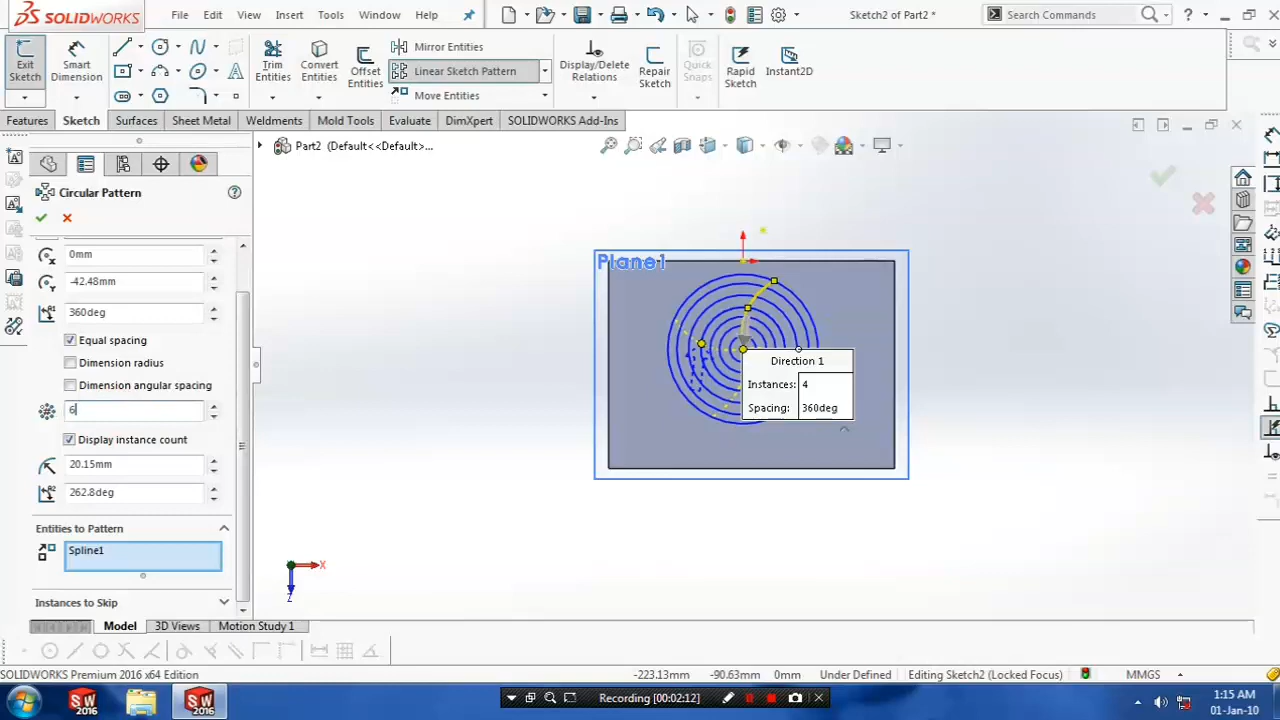 SOLIDWORKS
File Edit View Insert Tools Window Help
Sketch2 of Part2 *
Search Commands
?
Exit Sketch
Smart Dimension
Trim Entities
Convert Entities
Offset Entities
Mirror Entities
Linear Sketch Pattern
Move Entities
Display/Delete Relations
Repair Sketch
Quick Snaps
Rapid Sketch
Instant2D
Features Sketch Surfaces Sheet Metal Weldments Mold Tools Evaluate DimXpert SOLIDWORKS Add-Ins
Part2 (Default<<Default>...
Circular Pattern
?
0mm
-42.48mm
360deg
Equal spacing
Dimension radius
Dimension angular spacing
6
Display instance count
20.15mm
262.8deg
Entities to Pattern
Spline1
Instances to Skip
Plane1
Direction 1
Instances: 4
Spacing: 360deg
X
Z
Model 3D Views Motion Study 1
SOLIDWORKS Premium 2016 x64 Edition
-223.13mm -90.63mm 0mm Under Defined Editing Sketch2 (Locked Focus) MMGS
SW 2016
SW 2016
Recording [00:02:12]
1:15 AM
01-Jan-10